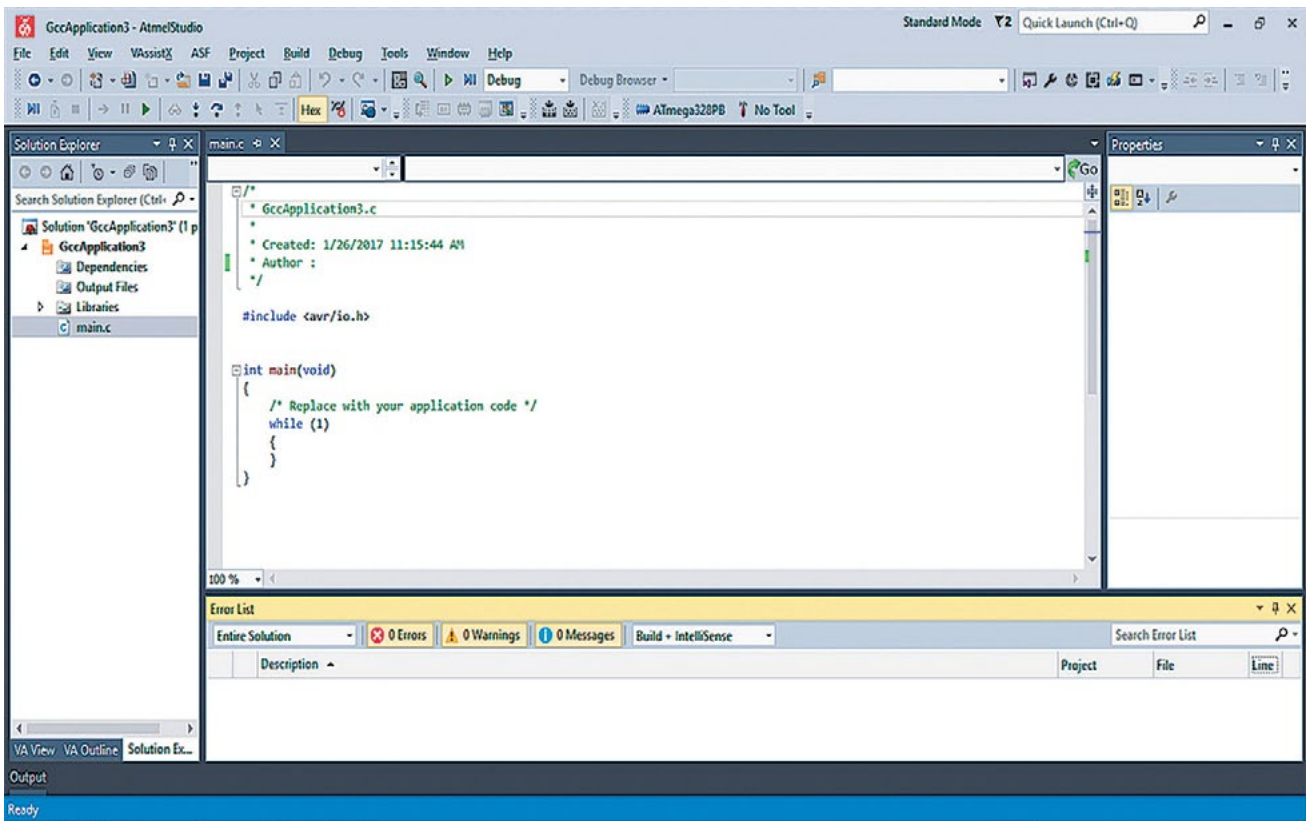 GccApplication3 - AtmelStudio
Standard Mode 2 Quick Launch (Ctrl+Q)
File Edit View VAssistX ASF Project Build Debug Tools Window Help
Debug Debug Browser
Hex ATmega328PB No Tool
Solution Explorer
Search Solution Explorer (Ctrl+
Solution 'GccApplication3' (1 p
GccApplication3
Dependencies
Output Files
Libraries
main.c
VA View VA Outline Solution Ex...
main.c
Go
/*
* GccApplication3.c
*
* Created: 1/26/2017 11:15:44 AM
* Author :
*/
#include <avr/io.h>
int main(void)
{
/* Replace with your application code */
while (1)
{
}
}
100 %
Properties
Error List
Entire Solution 0 Errors 0 Warnings 0 Messages Build + IntelliSense Search Error List
Description Project File Line
Output
Ready